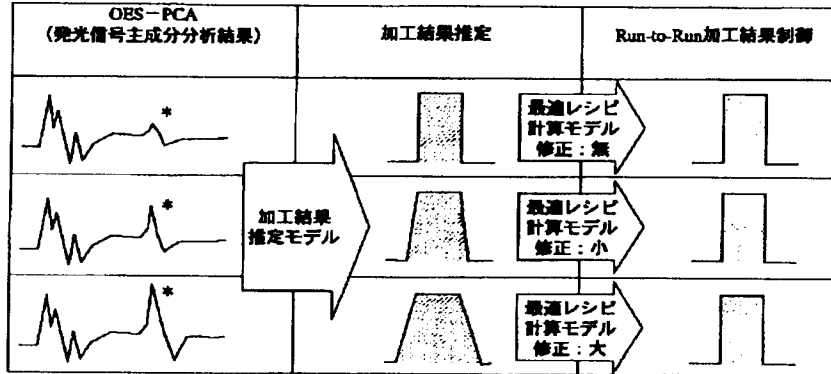 OES－PCA
（発光信号主成分分析結果）
加工結果推定
Run-to-Run加工結果制御
*
最適レシピ
計算モデル
修正：無
*
加工結果
推定モデル
最適レシピ
計算モデル
修正：小
*
最適レシピ
計算モデル
修正：大